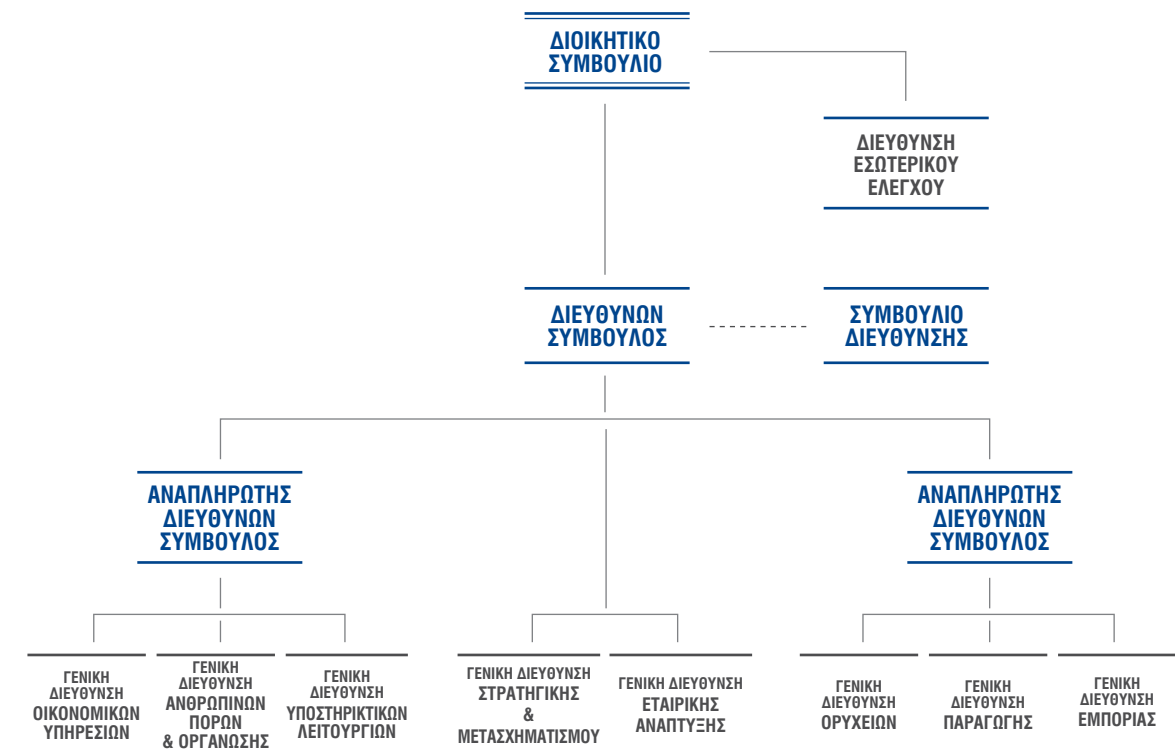 ΔΙΟΙΚΗΤΙΚΟ
ΣΥΜΒΟΥΛΙΟ
ΔΙΕΥΘΥΝΣΗ
ΕΣΩΤΕΡΙΚΟΥ
ΕΛΕΓΧΟΥ
ΔΙΕΥΘΥΝΩΝ
ΣΥΜΒΟΥΛΟΣ
ΣΥΜΒΟΥΛΙΟ
ΔΙΕΥΘΥΝΣΗΣ
ΑΝΑΠΛΗΡΩΤΗΣ
ΔΙΕΥΘΥΝΩΝ
ΣΥΜΒΟΥΛΟΣ
ΑΝΑΠΛΗΡΩΤΗΣ
ΔΙΕΥΘΥΝΩΝ
ΣΥΜΒΟΥΛΟΣ
ΓΕΝΙΚΗ
ΔΙΕΥΘΥΝΣΗ
ΟΙΚΟΝΟΜΙΚΩΝ
ΥΠΗΡΕΣΙΩΝ
ΓΕΝΙΚΗ
ΔΙΕΥΘΥΝΣΗ
ΑΝΘΡΩΠΙΝΩΝ
ΠΟΡΩΝ
& ΟΡΓΑΝΩΣΗΣ
ΓΕΝΙΚΗ
ΔΙΕΥΘΥΝΣΗ
ΥΠΟΣΤΗΡΙΚΤΙΚΩΝ
ΛΕΙΤΟΥΡΓΙΩΝ
ΓΕΝΙΚΗ ΔΙΕΥΘΥΝΣΗ
ΣΤΡΑΤΗΓΙΚΗΣ
&
ΜΕΤΑΣΧΗΜΑΤΙΣΜΟΥ
ΓΕΝΙΚΗ ΔΙΕΥΘΥΝΣΗ
ΕΤΑΙΡΙΚΗΣ
ΑΝΑΠΤΥΞΗΣ
ΓΕΝΙΚΗ
ΔΙΕΥΘΥΝΣΗ
ΟΡΥΧΕΙΩΝ
ΓΕΝΙΚΗ
ΔΙΕΥΘΥΝΣΗ
ΠΑΡΑΓΩΓΗΣ
ΓΕΝΙΚΗ
ΔΙΕΥΘΥΝΣΗ
ΕΜΠΟΡΙΑΣ